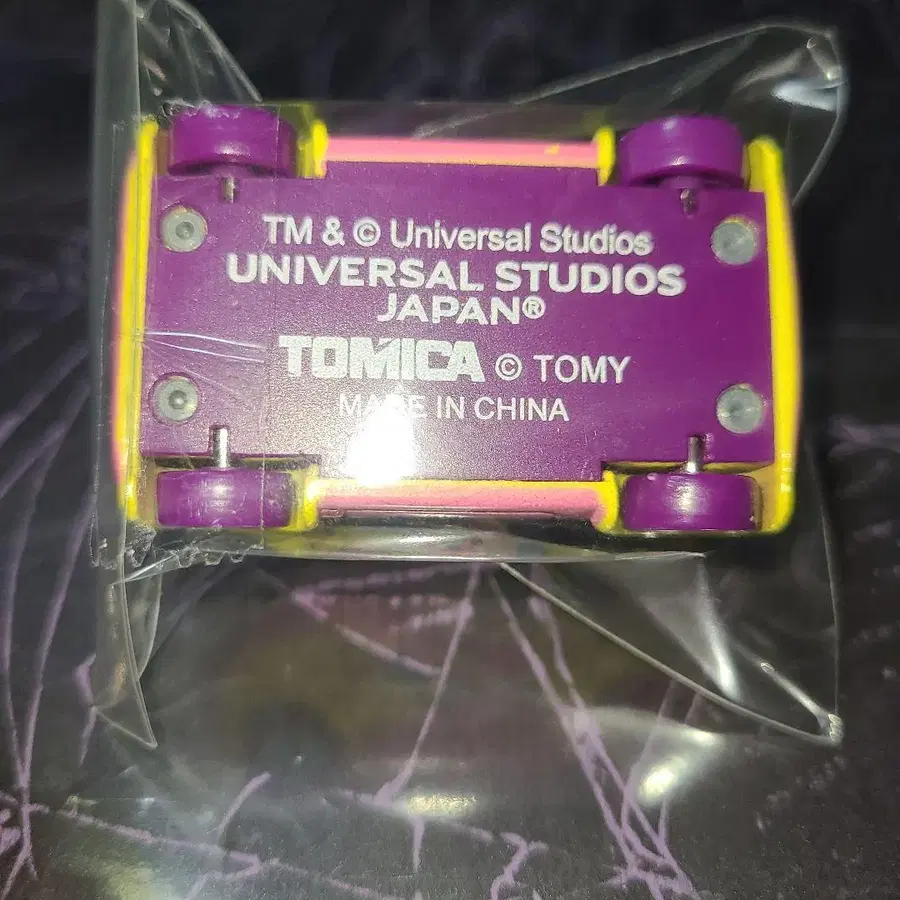 TM & © Universal Studios
UNIVERSAL STUDIOS
JAPAN®
TOMICA © TOMY
MADE IN CHINA